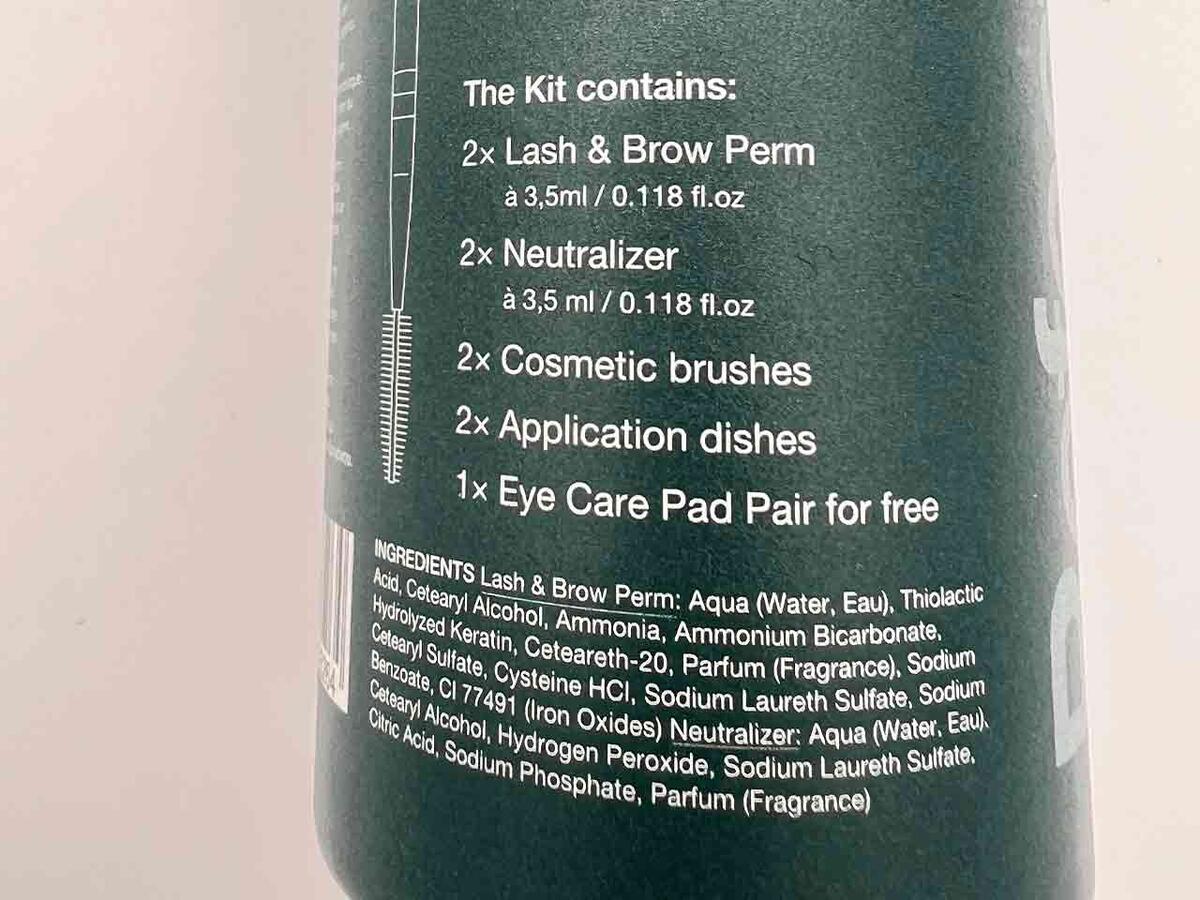 The Kit contains:
2x Lash & Brow Perm
à 3,5ml / 0.118 fl.oz
2x Neutralizer
à 3,5 ml / 0.118 fl.oz
2x Cosmetic brushes
2x Application dishes
1x Eye Care Pad Pair for free
INGREDIENTS Lash & Brow Perm: Aqua (Water, Eau), Thiolactic
Acid, Cetearyl Alcohol, Ammonia, Ammonium Bicarbonate,
Hydrolyzed Keratin, Ceteareth-20, Parfum (Fragrance), Sodium
Cetearyl Sulfate, Cysteine HCl, Sodium Laureth Sulfate, Sodium
Benzoate, CI 77491 (Iron Oxides) Neutralizer: Aqua (Water, Eau),
Cetearyl Alcohol, Hydrogen Peroxide, Sodium Laureth Sulfate,
Citric Acid, Sodium Phosphate, Parfum (Fragrance)